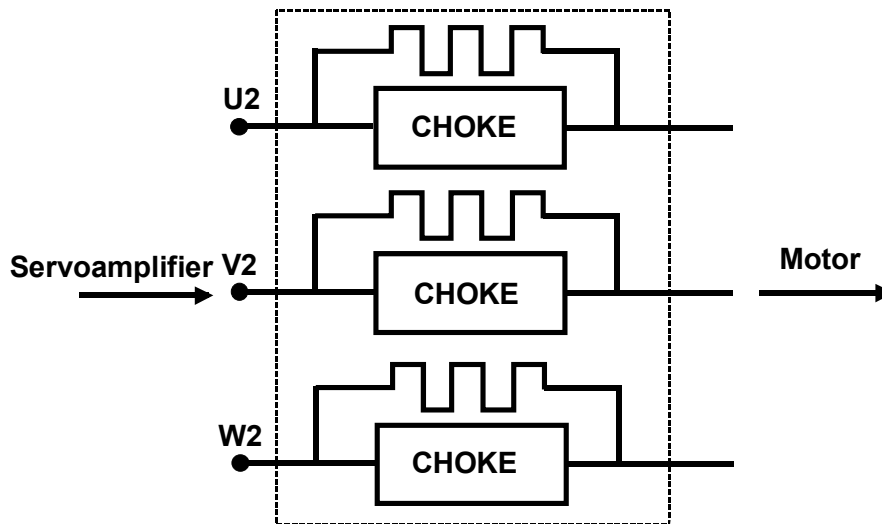 U2
CHOKE
Servoamplifier
V2
CHOKE
Motor
W2
CHOKE